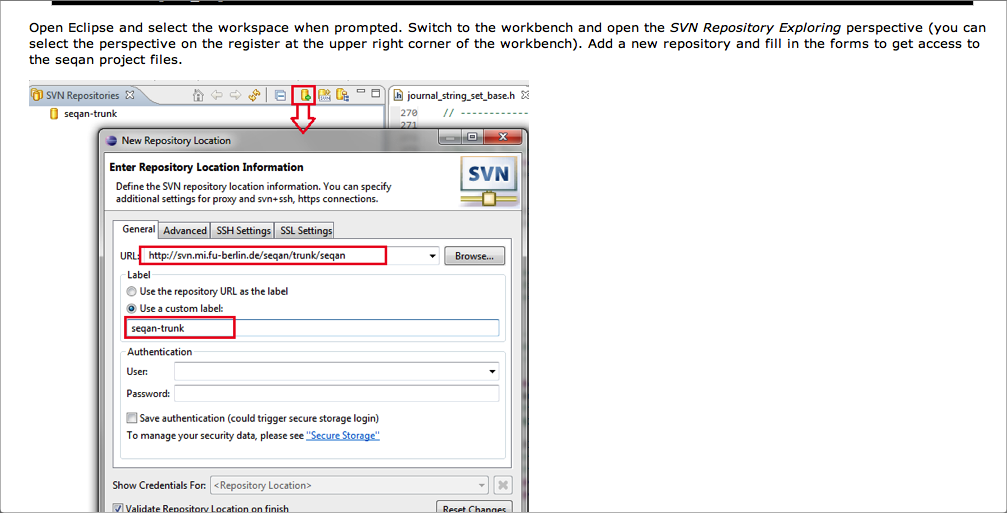 Open Eclipse and select the workspace when prompted. Switch to the workbench and open the SVN Repository Exploring perspective (you can
select the perspective on the register at the upper right corner of the workbench). Add a new repository and fill in the forms to get access to
the seqan project files.
SVN Repositories
journal_string_set_base.h
seqan-trunk
270 // ------------
271
New Repository Location
Enter Repository Location Information
Define the SVN repository location information. You can specify
additional settings for proxy and svn+ssh, https connections.
SVN
General Advanced SSH Settings SSL Settings
URL: http://svn.mi.fu-berlin.de/seqan/trunk/seqan Browse...
Label
Use the repository URL as the label
Use a custom label:
seqan-trunk
Authentication
User:
Password:
Save authentication (could trigger secure storage login)
To manage your security data, please see "Secure Storage"
Show Credentials For: <Repository Location>
Validate Repository Location on finish Reset Changes